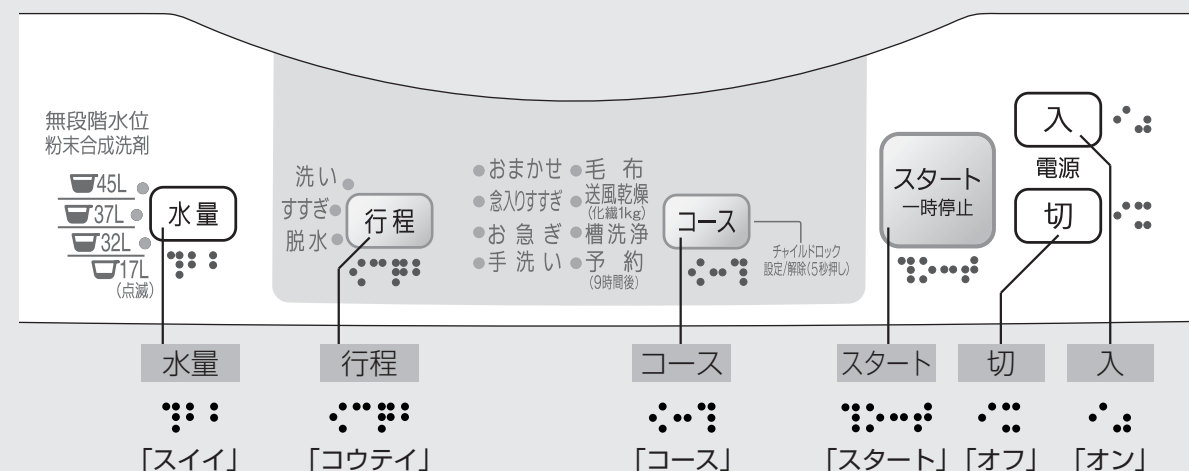 無段階水位
粉末合成洗剤
45L
37L
32L
17L
(点滅)
水量
洗い
すすぎ
脱水
行程
おまかせ
念入りすすぎ
お急ぎ
手洗い
毛布
送風乾燥
(化繊1kg)
槽洗浄
予約
(9時間後)
コース
チャイルドロック
設定/解除(5秒押し)
スタート
一時停止
入
電源
切
水量
行程
コース
スタート
切
入
「スイイ」
「コウテイ」
「コース」
「スタート」
「オフ」
「オン」